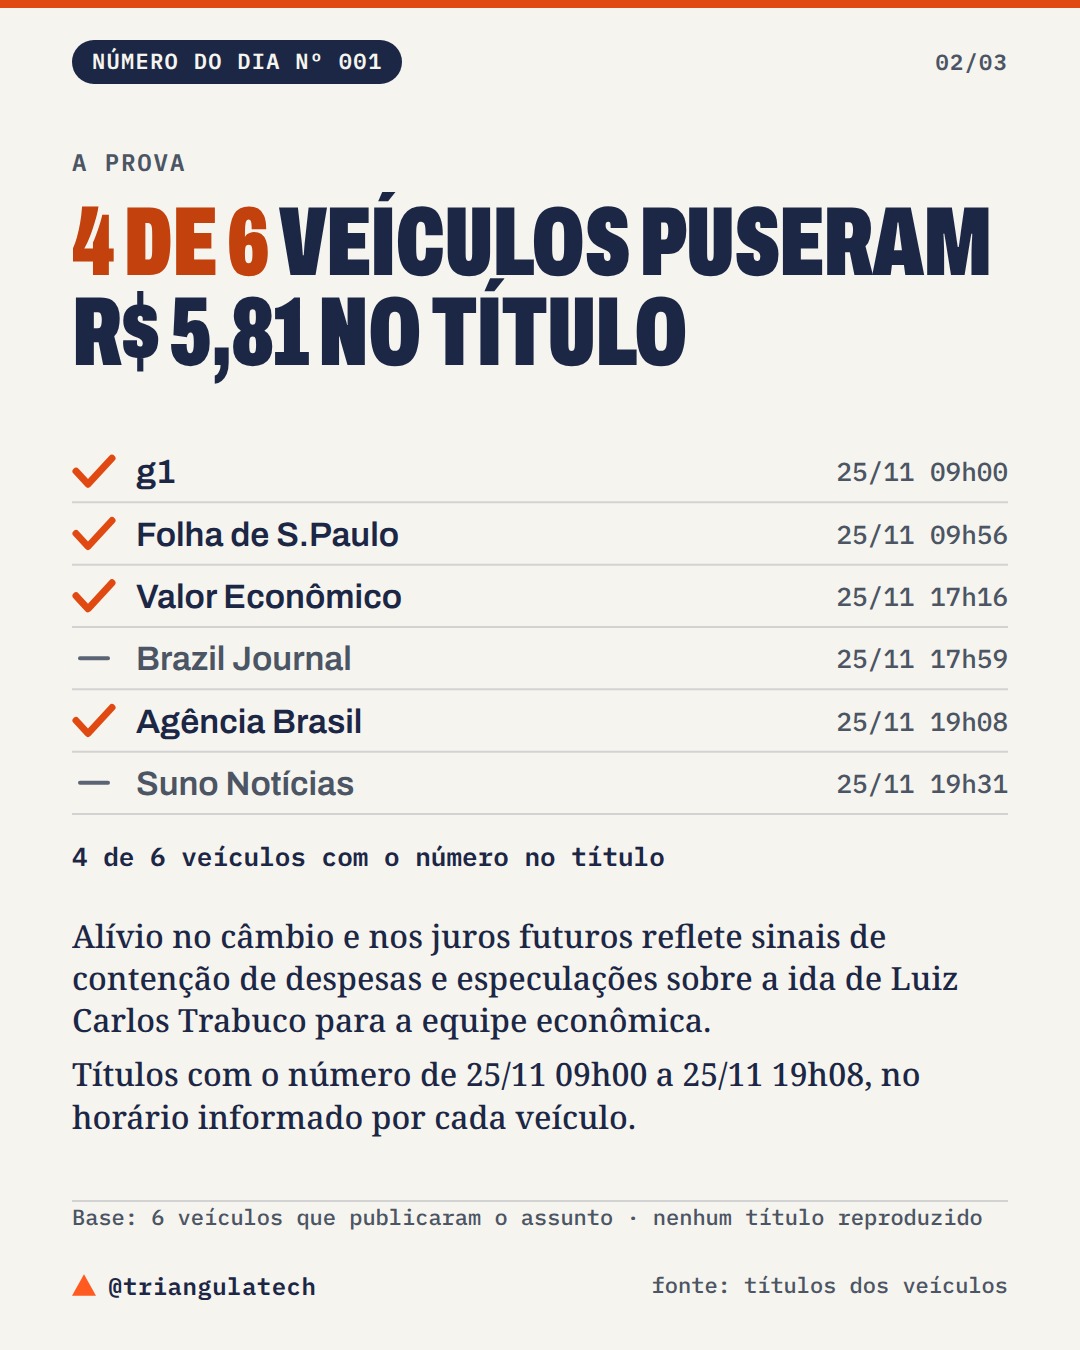 NÚMERO DO DIA Nº 001
02/03
A PROVA
4 DE 6 VEÍCULOS PUSERAM
R$ 5,81 NO TÍTULO
g1 25/11 09h00
Folha de S.Paulo 25/11 09h56
Valor Econômico 25/11 17h16
Brazil Journal 25/11 17h59
Agência Brasil 25/11 19h08
Suno Notícias 25/11 19h31
4 de 6 veículos com o número no título
Alívio no câmbio e nos juros futuros reflete sinais de
contenção de despesas e especulações sobre a ida de Luiz
Carlos Trabuco para a equipe econômica.
Títulos com o número de 25/11 09h00 a 25/11 19h08, no
horário informado por cada veículo.
Base: 6 veículos que publicaram o assunto · nenhum título reproduzido
@triangulatech
fonte: títulos dos veículos